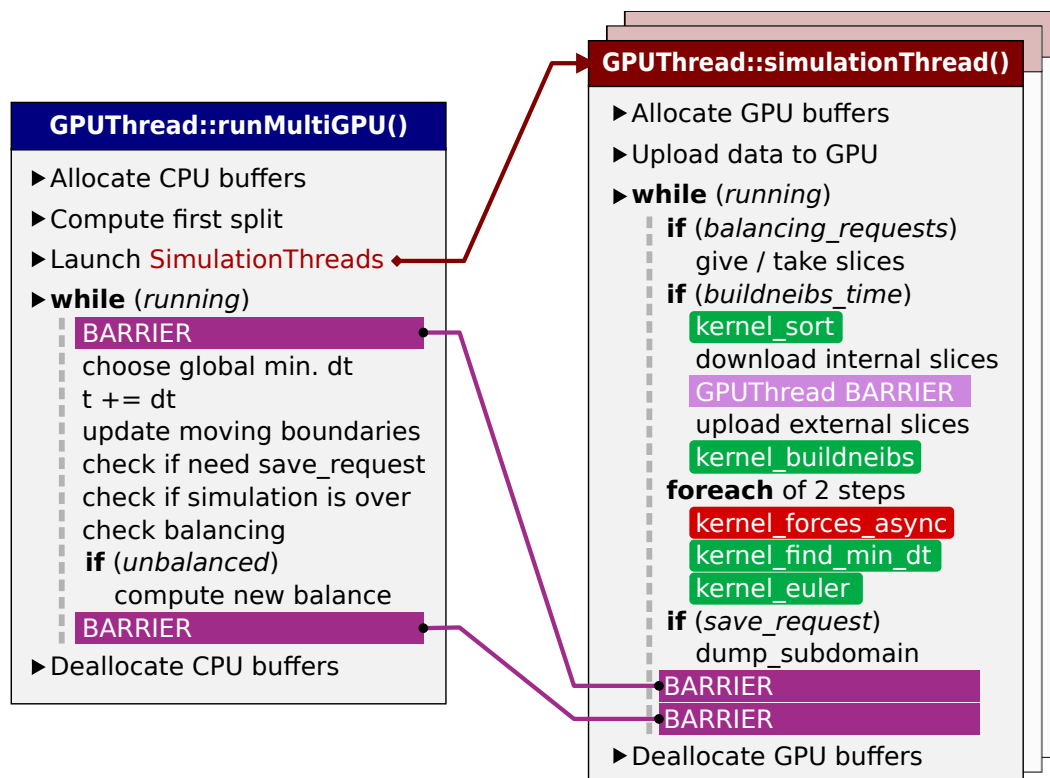 GPUThread::runMultiGPU()
Allocate CPU buffers
Compute first split
Launch SimulationThreads
while (running)
BARRIER
choose global min. dt
t += dt
update moving boundaries
check if need save_request
check if simulation is over
check balancing
if (unbalanced)
compute new balance
BARRIER
Deallocate CPU buffers
GPUThread::simulationThread()
Allocate GPU buffers
Upload data to GPU
while (running)
if (balancing_requests)
give / take slices
if (buildneibs_time)
kernel_sort
download internal slices
GPUThread BARRIER
upload external slices
kernel_buildneibs
foreach of 2 steps
kernel_forces_async
kernel_find_min_dt
kernel_euler
if (save_request)
dump_subdomain
BARRIER
BARRIER
Deallocate GPU buffers